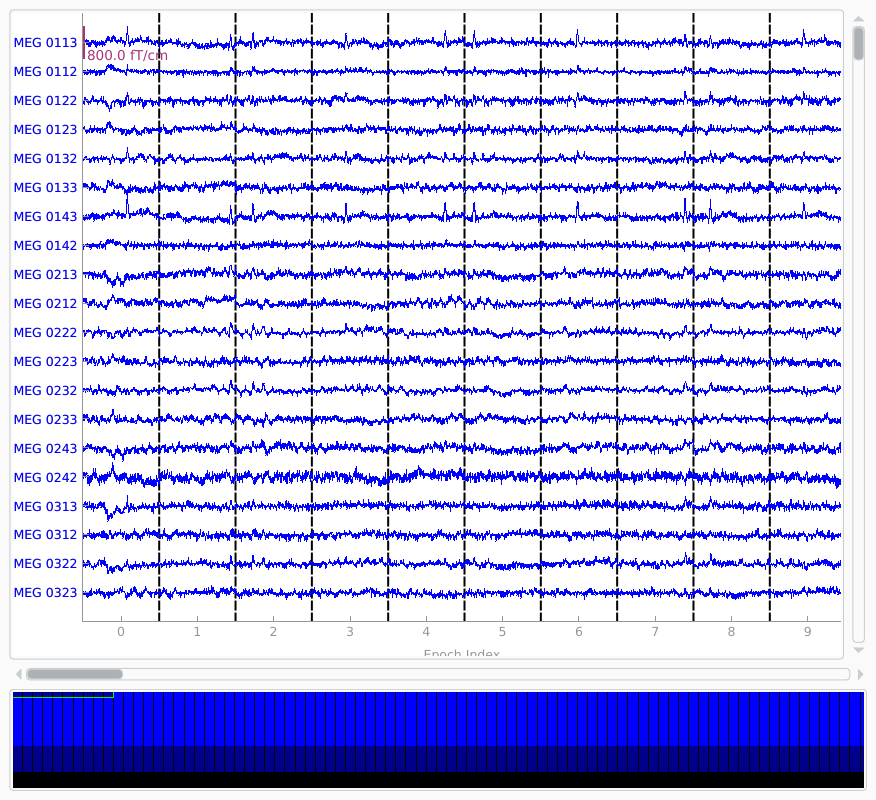 MEG 0113
800.0 fT/cm
MEG 0112
MEG 0122
MEG 0123
MEG 0132
MEG 0133
MEG 0143
MEG 0142
MEG 0213
MEG 0212
MEG 0222
MEG 0223
MEG 0232
MEG 0233
MEG 0243
MEG 0242
MEG 0313
MEG 0312
MEG 0322
MEG 0323
0 1 2 3 4 5 6 7 8 9
Epoch Index